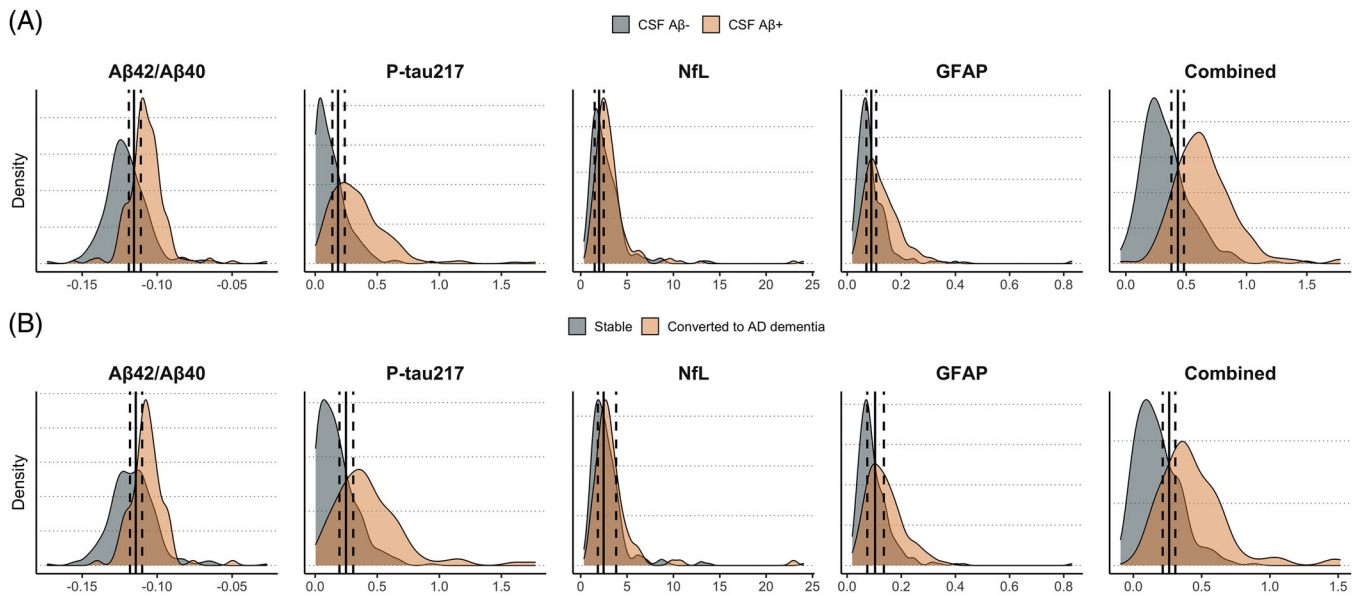 (A)
CSF Aβ- CSF Aβ+
Aβ42/Aβ40 P-tau217 NfL GFAP Combined
Density
-0.15 -0.10 -0.05 0.0 0.5 1.0 1.5 0 5 10 15 20 25 0.0 0.2 0.4 0.6 0.8 0.0 0.5 1.0 1.5
(B)
Stable Converted to AD dementia
Aβ42/Aβ40 P-tau217 NfL GFAP Combined
Density
-0.15 -0.10 -0.05 0.0 0.5 1.0 1.5 0 5 10 15 20 25 0.0 0.2 0.4 0.6 0.8 0.0 0.5 1.0 1.5